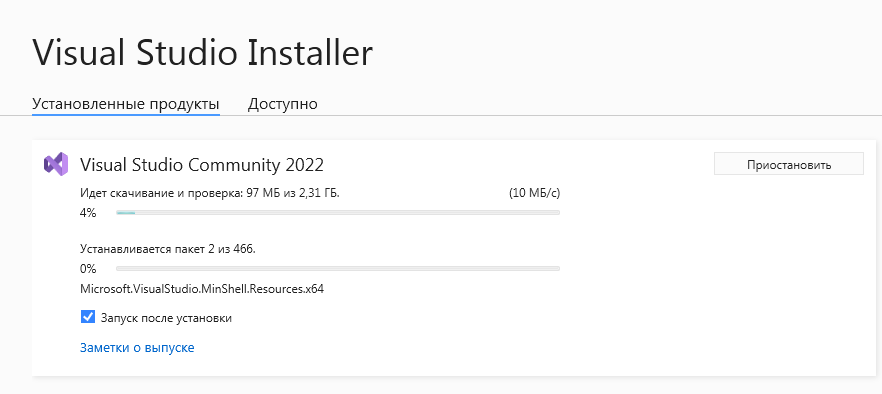 Visual Studio Installer
Установленные продукты Доступно
Visual Studio Community 2022 Приостановить
Идет скачивание и проверка: 97 МБ из 2,31 ГБ. (10 МБ/с)
4%
Устанавливается пакет 2 из 466.
0%
Microsoft.VisualStudio.MinShell.Resources.x64
Запуск после установки
Заметки о выпуске